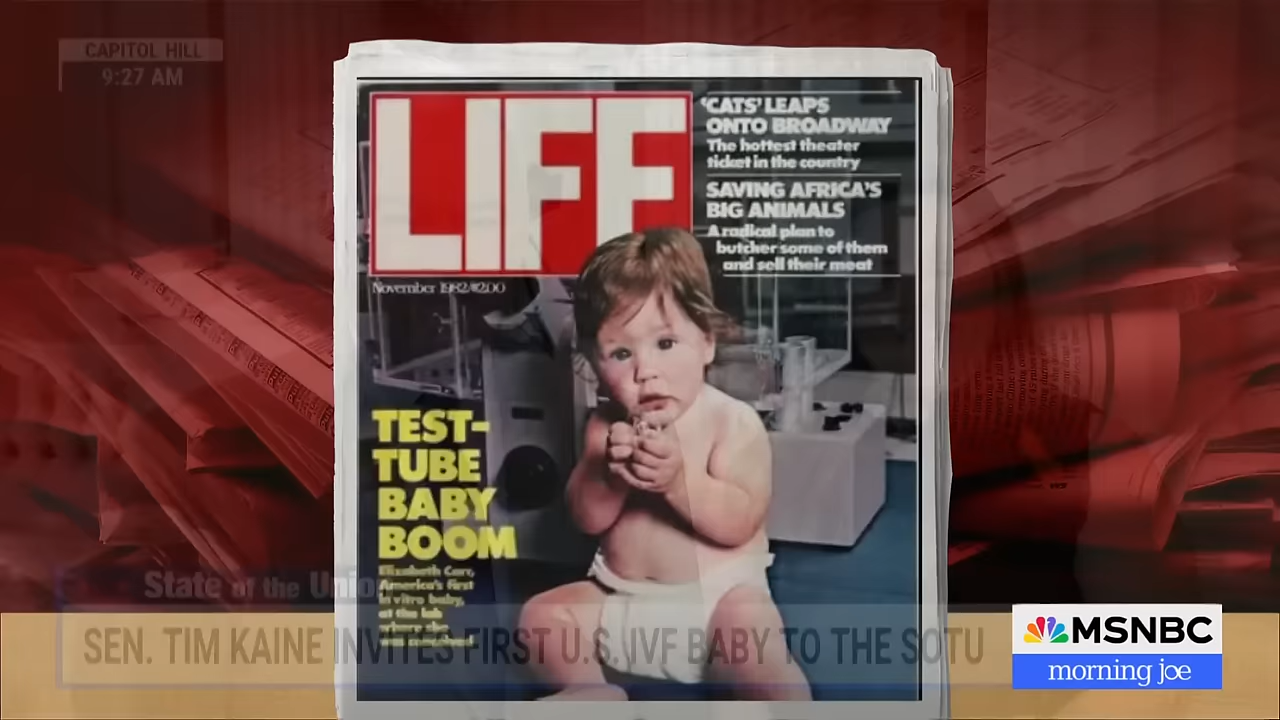 CAPITOL HILL
9:27 AM
LIFE
'CATS' LEAPS
ONTO BROADWAY
The hottest theater
ticket in the country
SAVING AFRICA'S
BIG ANIMALS
A radical plan to
butcher some of them
and sell their meat
November 1982/$2.00
TEST-
TUBE
BABY
BOOM
Elizabeth Carr,
America's first
in vitro baby,
at the lab
where she
State of the Union
SEN. TIM KAINE INVITES FIRST U.S. IVF BABY TO THE SOTU
MSNBC
morning joe